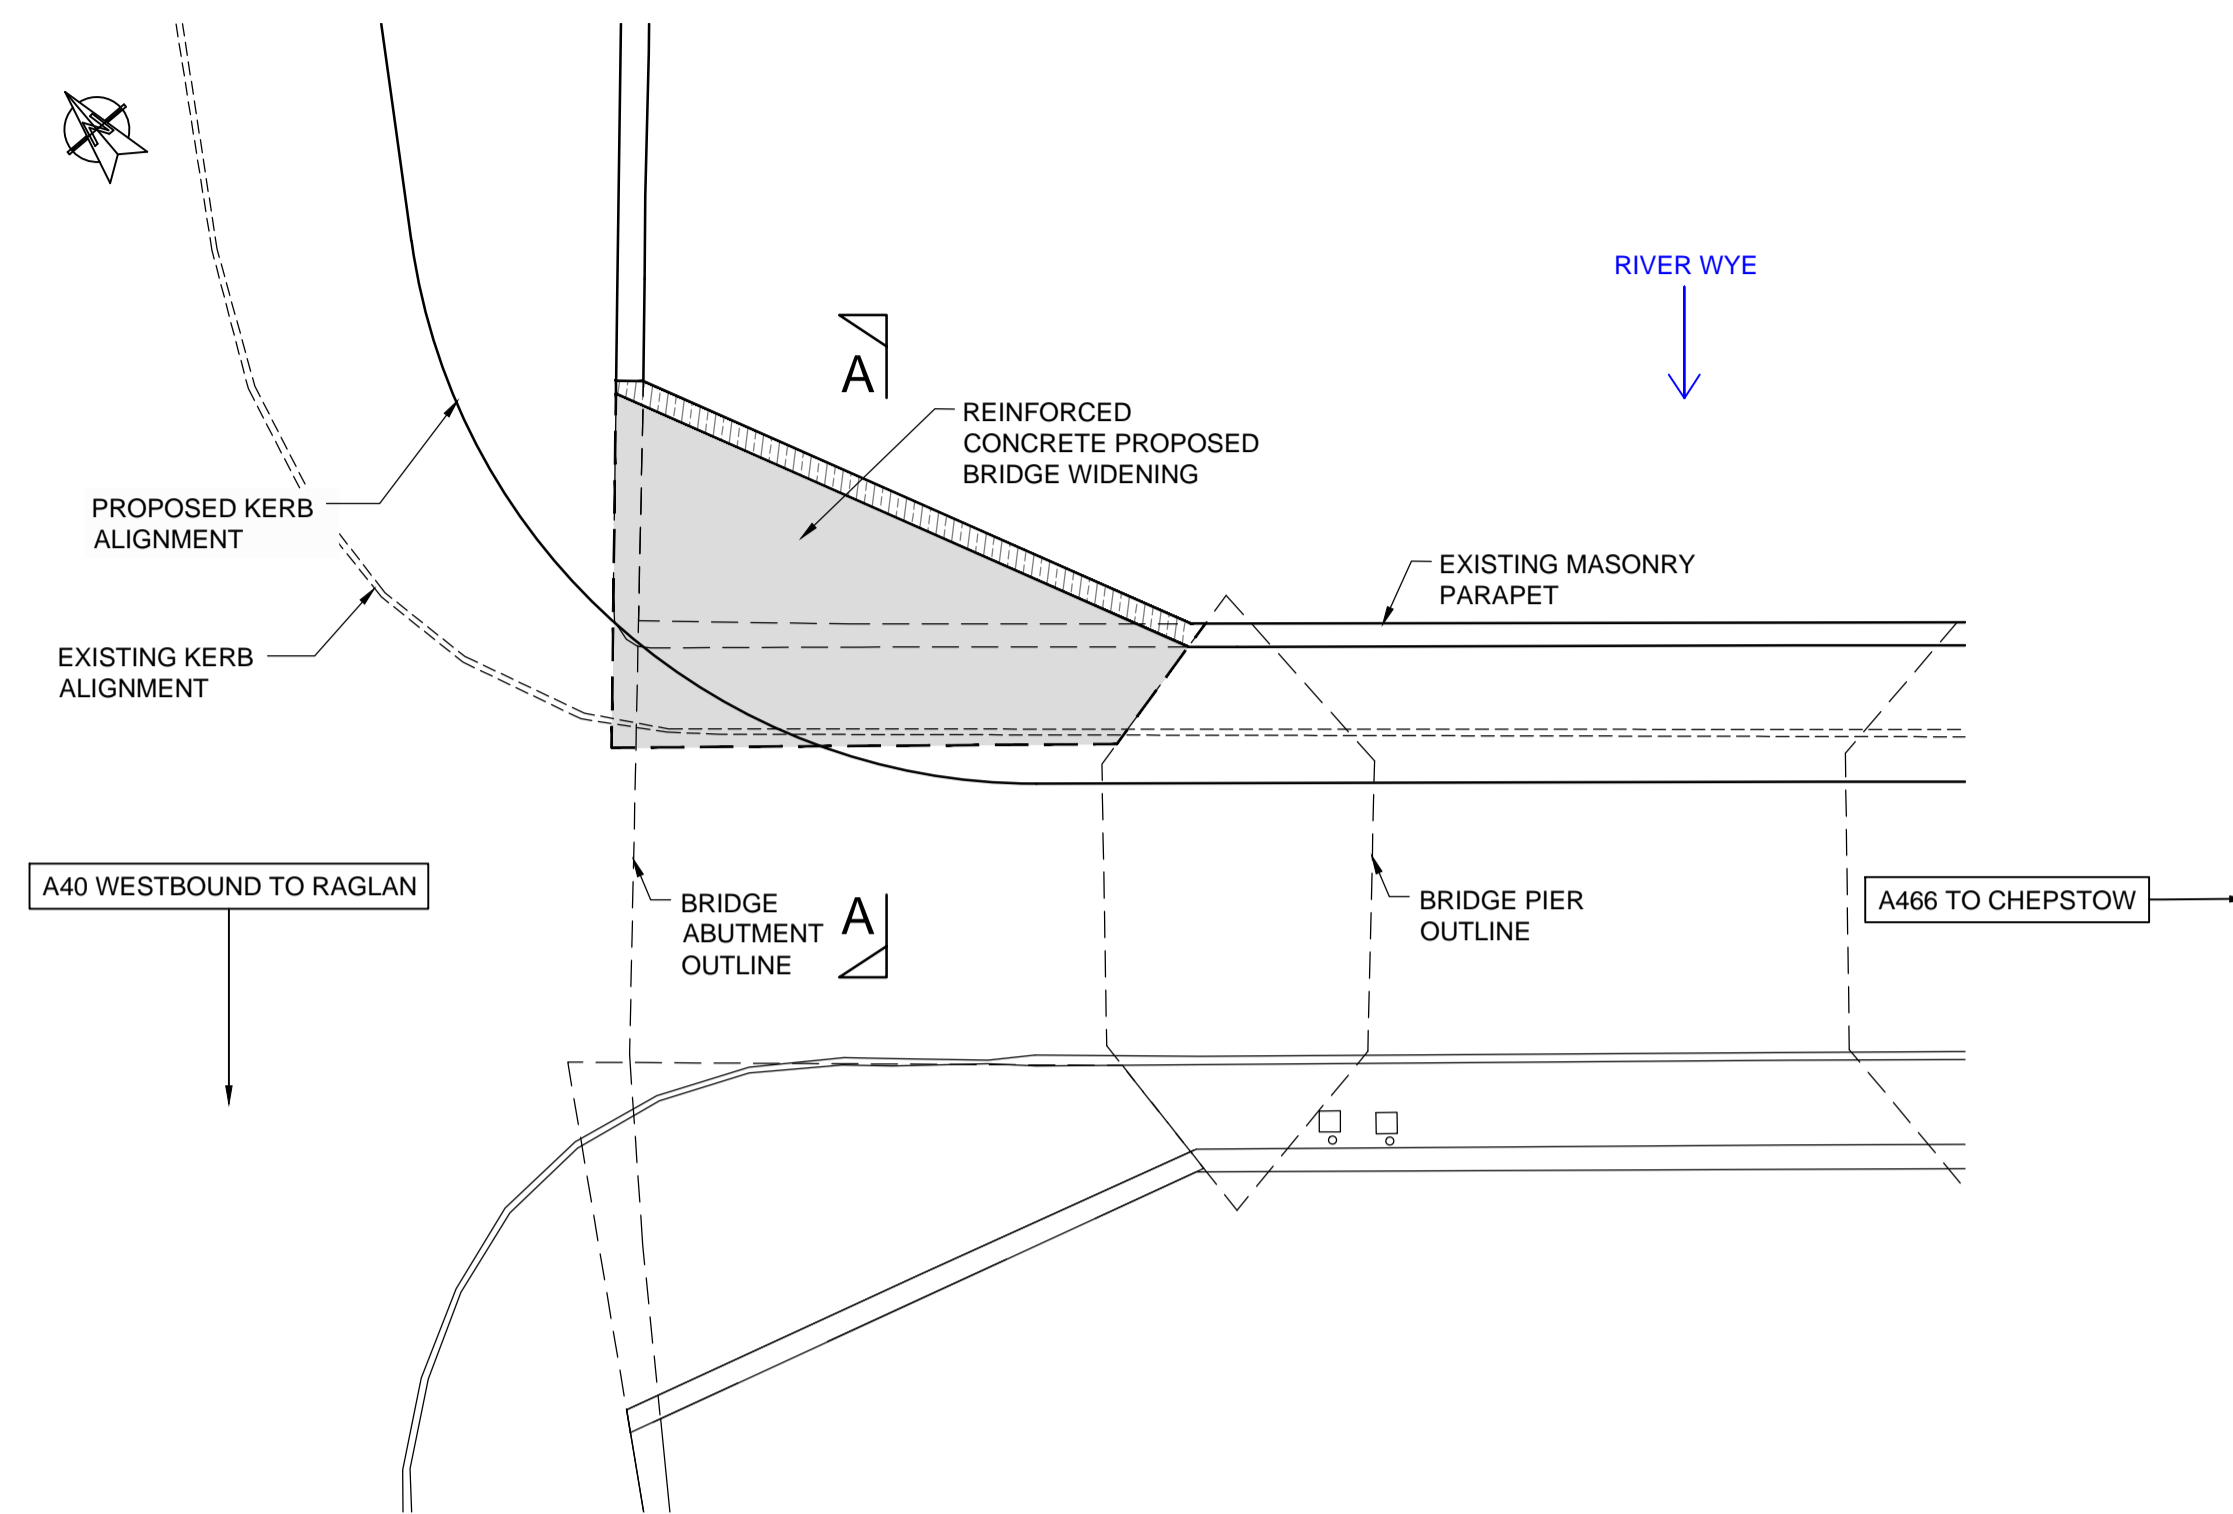 N
RIVER WYE
A
REINFORCED
CONCRETE PROPOSED
BRIDGE WIDENING
PROPOSED KERB
ALIGNMENT
EXISTING MASONRY
PARAPET
EXISTING KERB
ALIGNMENT
A40 WESTBOUND TO RAGLAN
BRIDGE
ABUTMENT
OUTLINE
A
BRIDGE PIER
OUTLINE
A466 TO CHEPSTOW